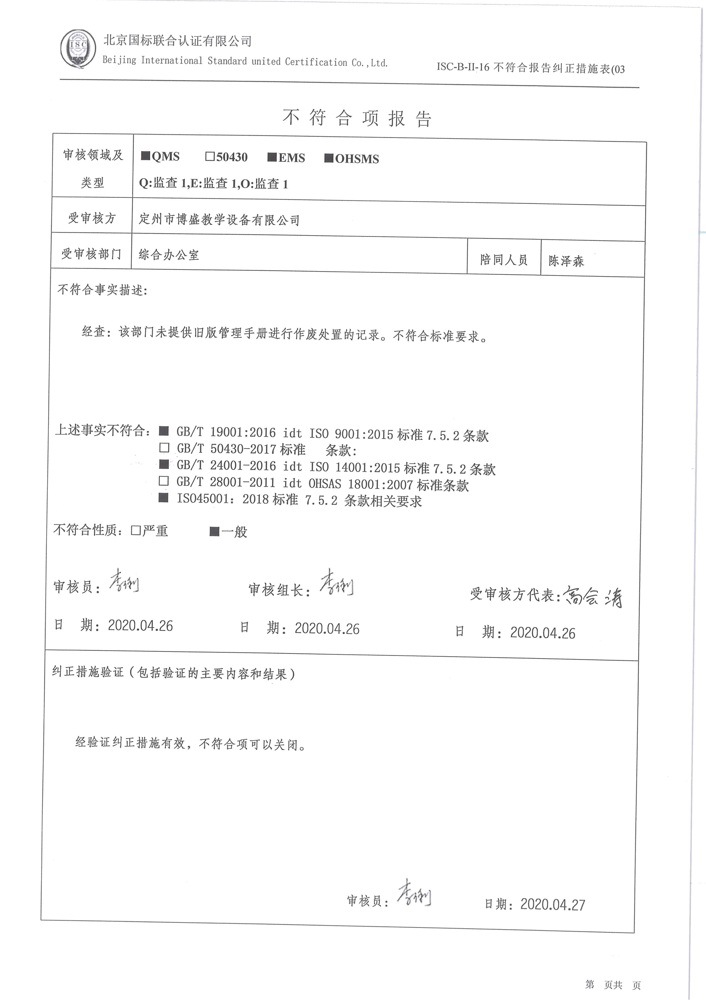 ISC
北京国标联合认证有限公司
Beijing International Standard united Certification Co.,Ltd.
ISC-B-II-16 不符合报告纠正措施表(03
不符合项报告
审核领域及类型
■QMS □50430 ■EMS ■OHSMS
Q:监查 1,E:监查 1,O:监查 1
受审核方 定州市博盛教学设备有限公司
受审核部门 综合办公室 陪同人员 陈泽森
不符合事实描述:
经查：该部门未提供旧版管理手册进行作废处置的记录。不符合标准要求。
上述事实不符合：■ GB/T 19001:2016 idt ISO 9001:2015 标准 7.5.2 条款
□ GB/T 50430-2017 标准 条款:
■ GB/T 24001-2016 idt ISO 14001:2015 标准 7.5.2 条款
□ GB/T 28001-2011 idt OHSAS 18001:2007 标准条款
■ ISO45001：2018 标准 7.5.2 条款相关要求
不符合性质：□严重 ■一般
审核员：李俐 审核组长：李俐 受审核方代表:高会涛
日 期：2020.04.26 日 期：2020.04.26 日 期：2020.04.26
纠正措施验证（包括验证的主要内容和结果）
经验证纠正措施有效，不符合项可以关闭。
审核员：李俐 日期：2020.04.27
第 页共 页